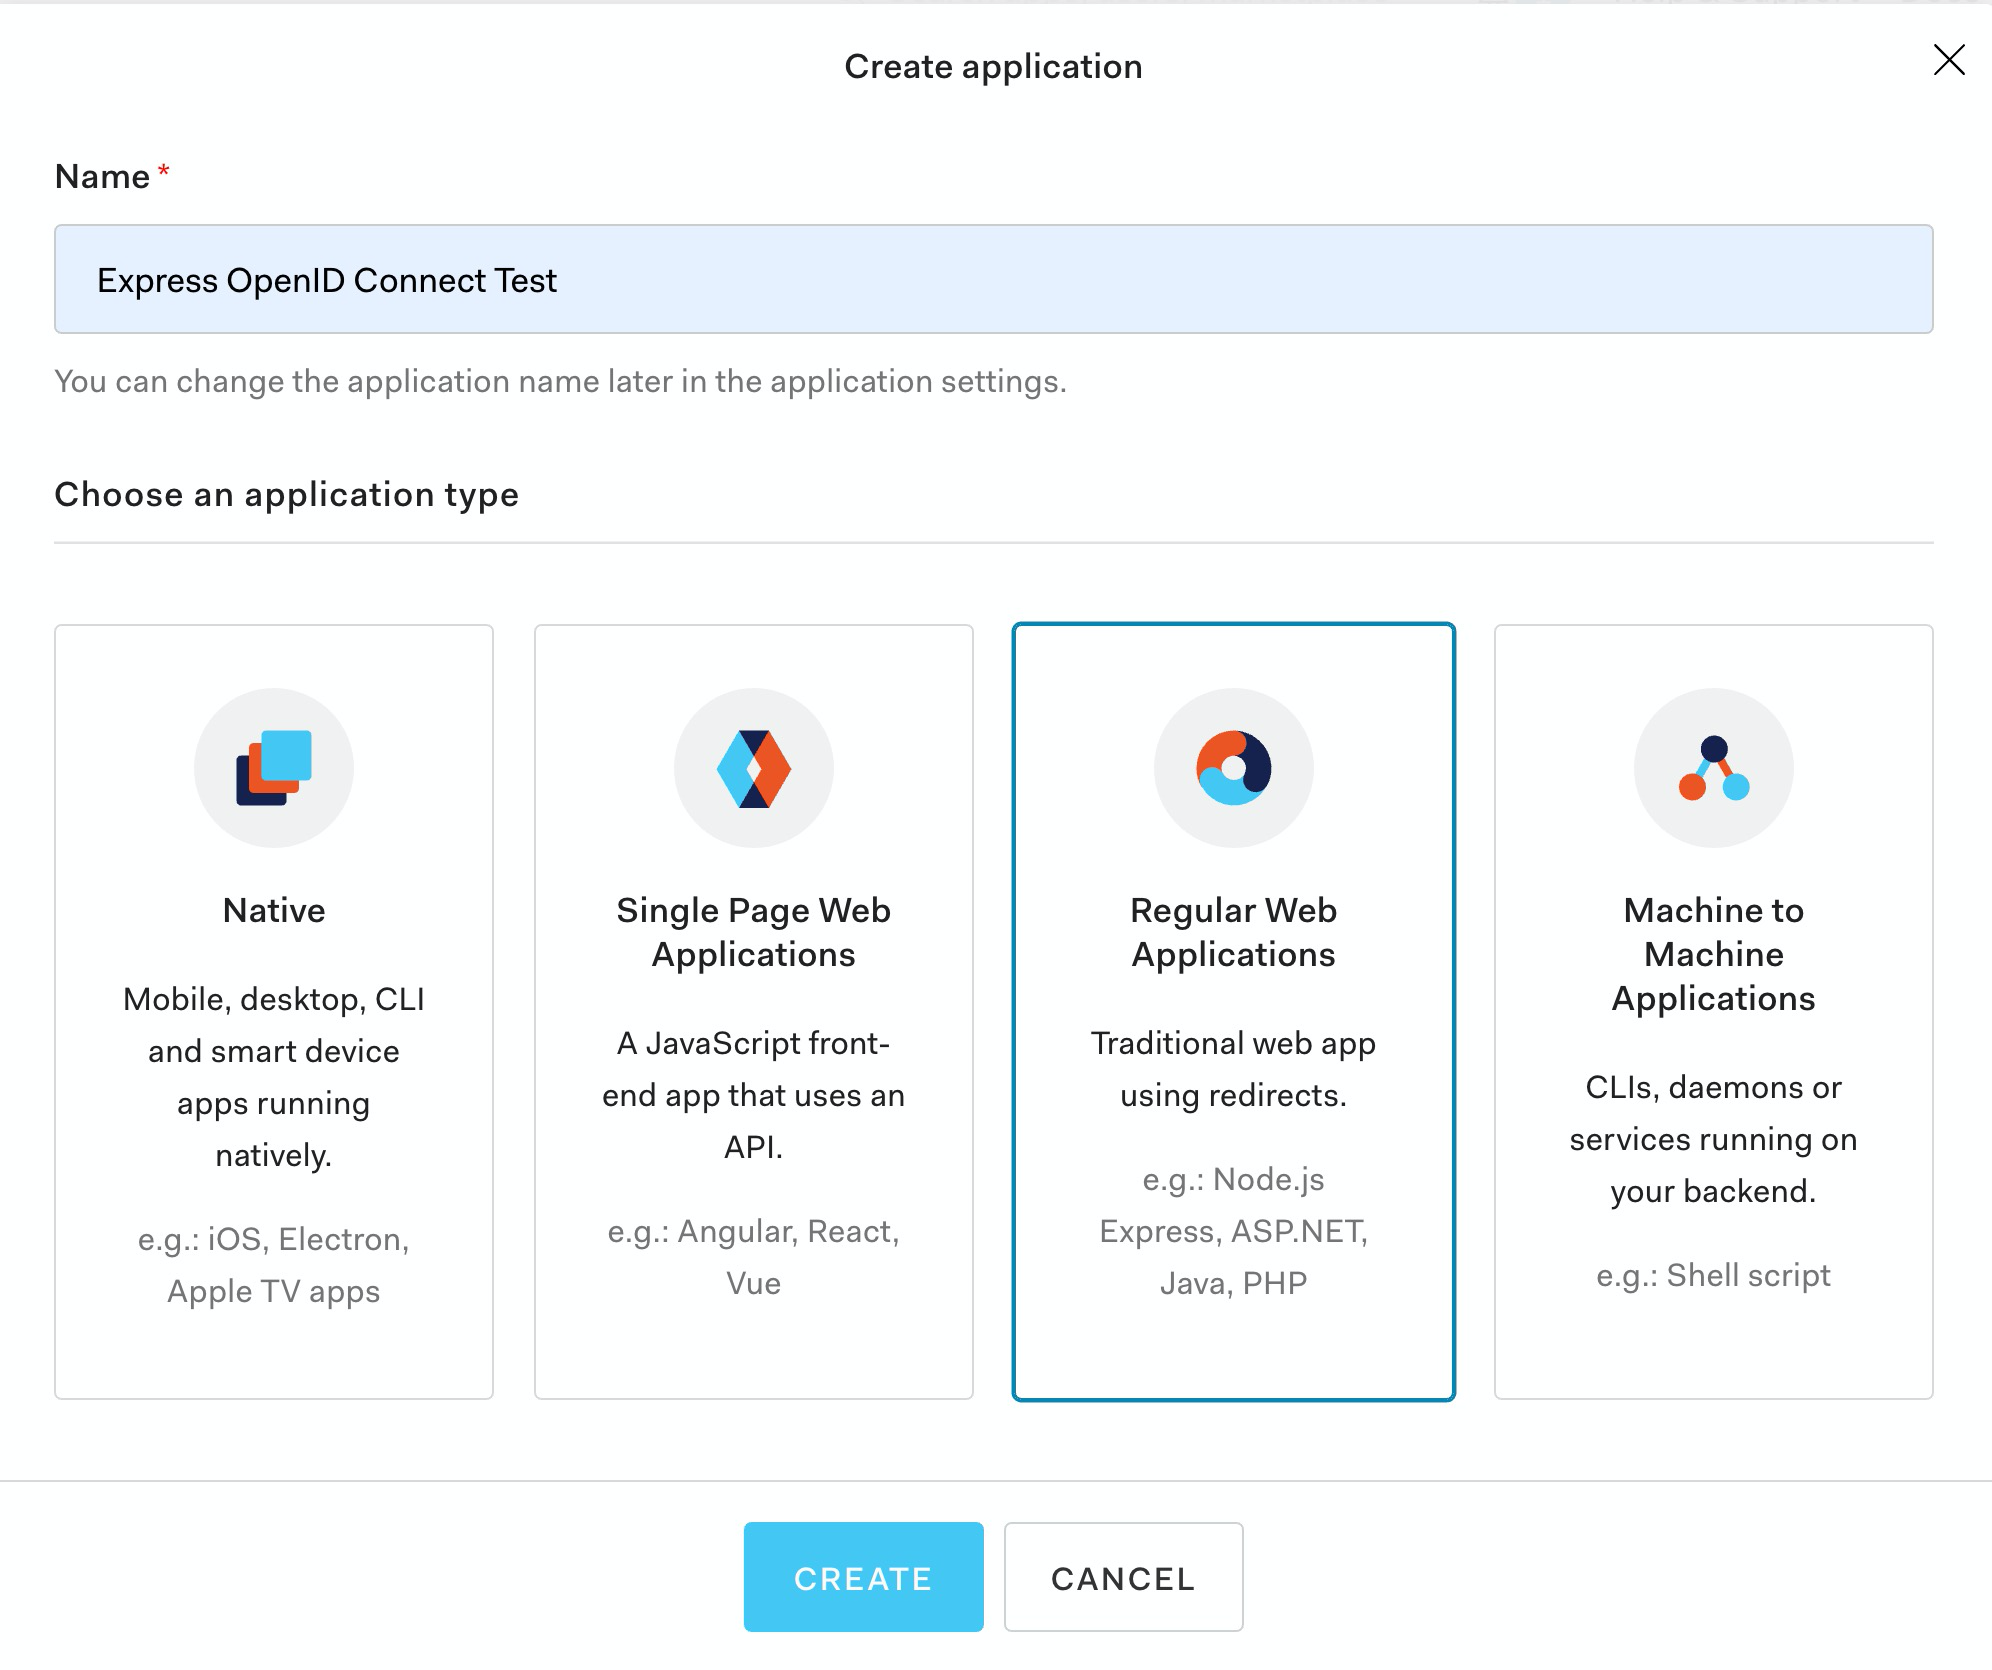 Create application
Name *
Express OpenID Connect Test
You can change the application name later in the application settings.
Choose an application type
Native
Mobile, desktop, CLI
and smart device
apps running
natively.
e.g.: iOS, Electron,
Apple TV apps
Single Page Web
Applications
A JavaScript front-
end app that uses an
API.
e.g.: Angular, React,
Vue
Regular Web
Applications
Traditional web app
using redirects.
e.g.: Node.js
Express, ASP.NET,
Java, PHP
Machine to
Machine
Applications
CLIs, daemons or
services running on
your backend.
e.g.: Shell script
CREATE
CANCEL